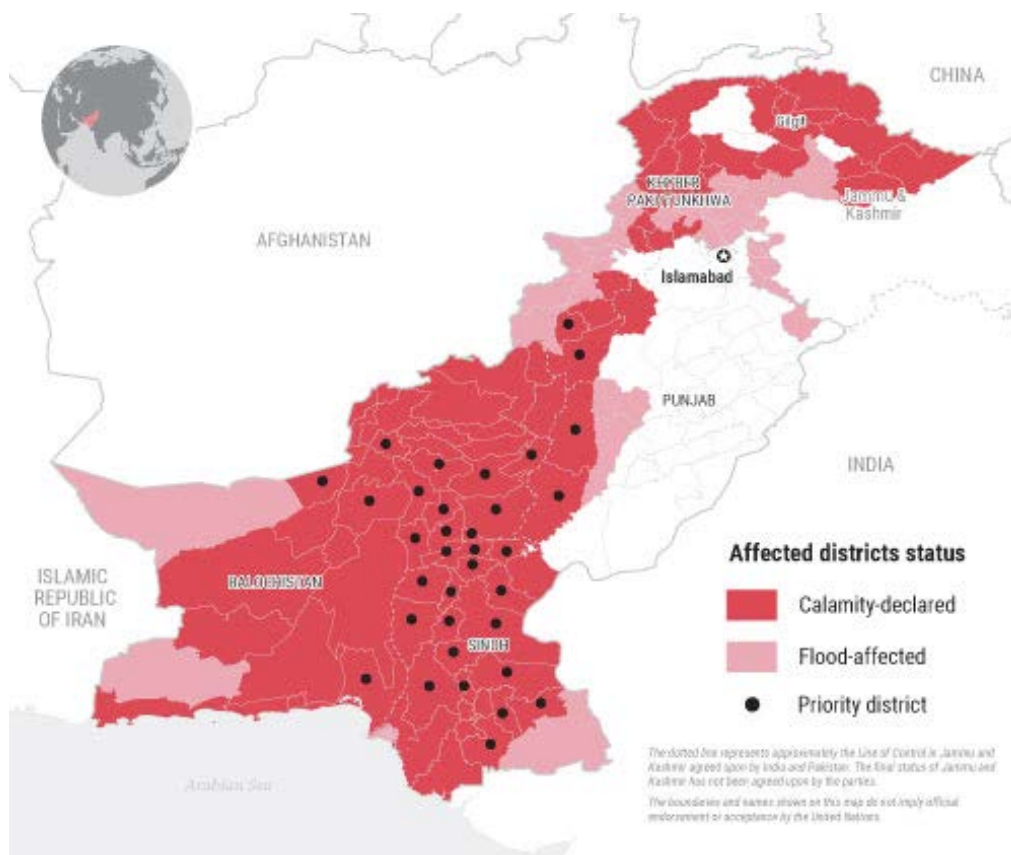 CHINA
Gilgit
KHYBER
PAKHTUNKHWA
Jammu &
Kashmir
AFGHANISTAN
Islamabad
PUNJAB
INDIA
ISLAMIC
REPUBLIC
OF IRAN
BALOCHISTAN
SINDH
Arabian Sea
Affected districts status
Calamity-declared
Flood-affected
Priority district
The dotted line represents approximately the Line of Control in Jammu and
Kashmir agreed upon by India and Pakistan. The final status of Jammu and
Kashmir has not been agreed upon by the parties.
The boundaries and names shown on this map do not imply official
endorsement or acceptance by the United Nations.